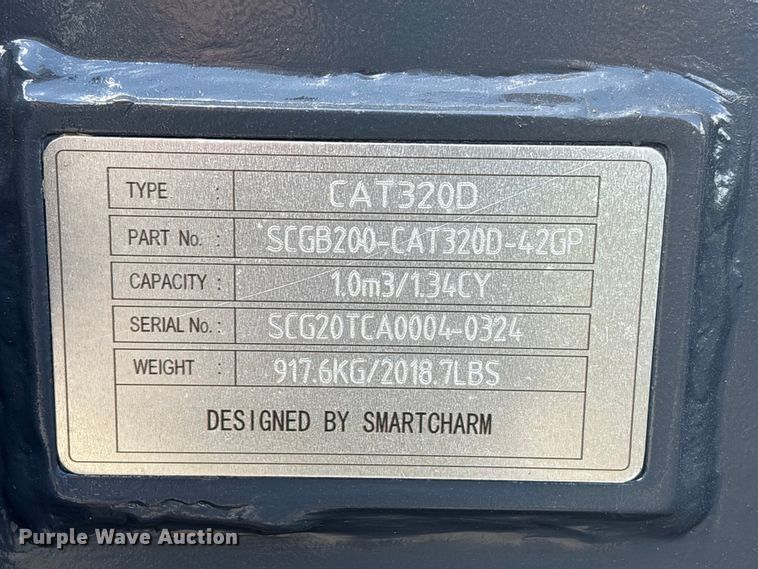 TYPE : CAT320D
PART No. : SCGB200-CAT320D-42GP
CAPACITY : 1.0m3/1.34CY
SERIAL No. : SCG20TCA0004-0324
WEIGHT : 917.6KG/2018.7LBS
DESIGNED BY SMARTCHARM
Purple Wave Auction